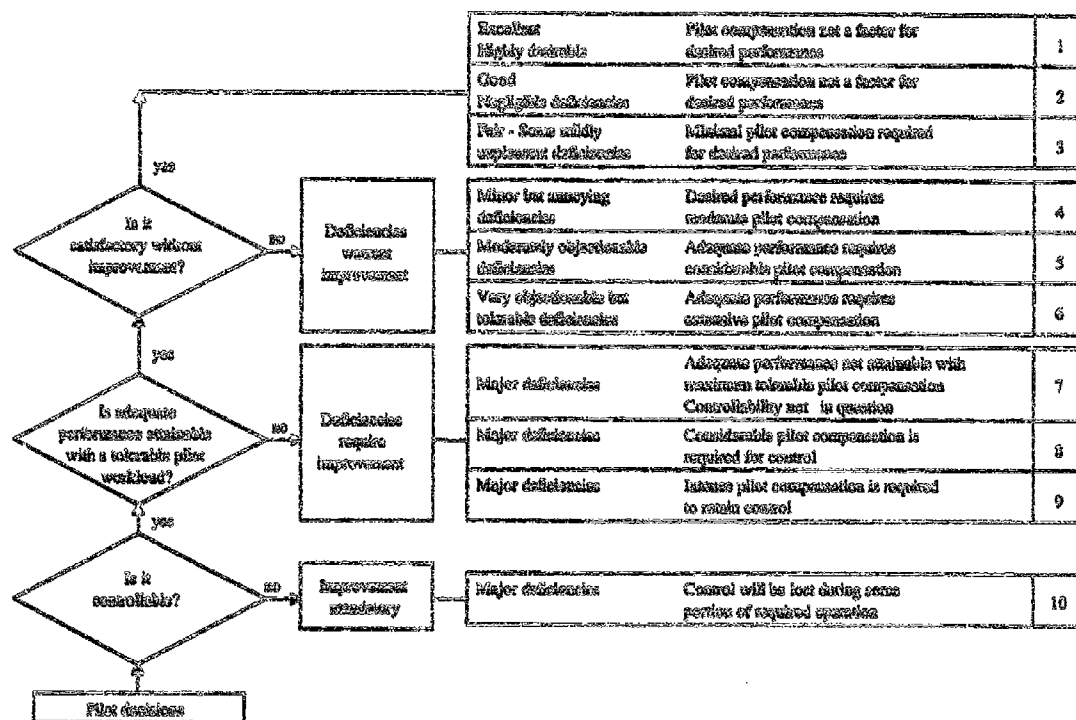 Excellent
Highly desirable
Pilot compensation not a factor for
desired performance
1
Good
Negligible deficiencies
Pilot compensation not a factor for
desired performance
2
Fair - Some mildly
unpleasant deficiencies
Minimal pilot compensation required
for desired performance
3
yes
Is it
satisfactory without
improvement?
no
Deficiencies
warrant
improvement
Minor but annoying
deficiencies
Desired performance requires
moderate pilot compensation
4
Moderately objectionable
deficiencies
Adequate performance requires
considerable pilot compensation
5
Very objectionable but
tolerable deficiencies
Adequate performance requires
extensive pilot compensation
6
yes
Is adequate
performance attainable
with a tolerable pilot
workload?
no
Deficiencies
require
improvement
Major deficiencies
Adequate performance not attainable with
maximum tolerable pilot compensation
Controllability not in question
7
Major deficiencies
Considerable pilot compensation is
required for control
8
Major deficiencies
Intense pilot compensation is required
to retain control
9
yes
Is it
controllable?
no
Improvement
mandatory
Major deficiencies
Control will be lost during some
portion of required operation
10
Pilot decisions